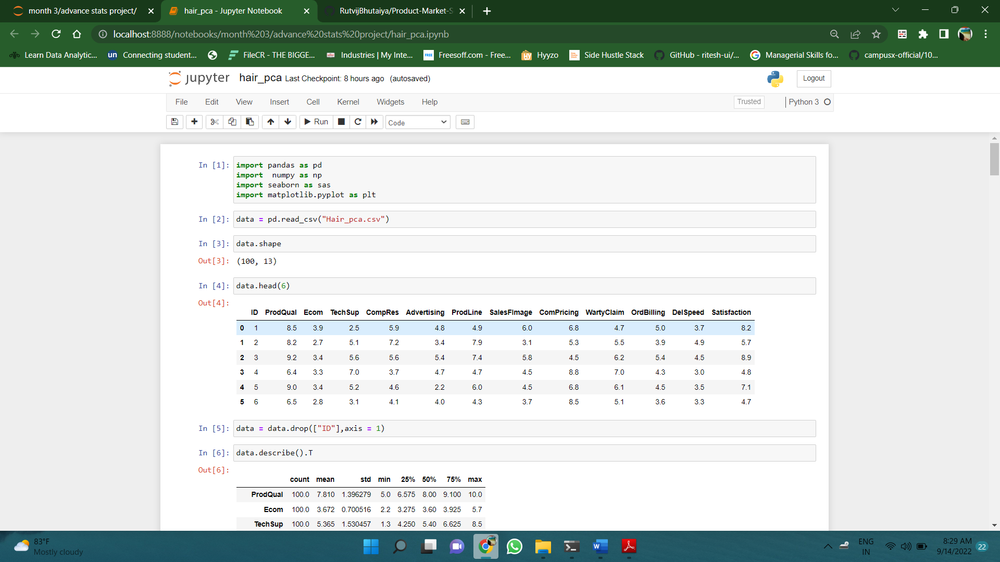 month 3/advance stats project/
hair_pca - Jupyter Notebook
RutvijBhutaiya/Product-Market-S
localhost:8888/notebooks/month%203/advance%20stats%20project/hair_pca.ipynb
Learn Data Analytic...
un Connecting student...
FileCR - THE BIGGE...
Industries | My Inte...
FREE Freesoff.com - Free...
Hy Hyyzo
Side Hustle Stack
GitHub - ritesh-ui/...
Managerial Skills fo...
campusx-official/10...
jupyter hair_pca Last Checkpoint: 8 hours ago (autosaved)
Logout
File Edit View Insert Cell Kernel Widgets Help
Trusted
Python 3
Run
Code
In [1]: import pandas as pd
import  numpy as np
import seaborn as sas
import matplotlib.pyplot as plt
In [2]: data = pd.read_csv("Hair_pca.csv")
In [3]: data.shape
Out[3]: (100, 13)
In [4]: data.head(6)
Out[4]:
ID ProdQual Ecom TechSup CompRes Advertising ProdLine SalesFImage ComPricing WartyClaim OrdBilling DelSpeed Satisfaction
0 1 8.5 3.9 2.5 5.9 4.8 4.9 6.0 6.8 4.7 5.0 3.7 8.2
1 2 8.2 2.7 5.1 7.2 3.4 7.9 3.1 5.3 5.5 3.9 4.9 5.7
2 3 9.2 3.4 5.6 5.6 5.4 7.4 5.8 4.5 6.2 5.4 4.5 8.9
3 4 6.4 3.3 7.0 3.7 4.7 4.7 4.5 8.8 7.0 4.3 3.0 4.8
4 5 9.0 3.4 5.2 4.6 2.2 6.0 4.5 6.8 6.1 4.5 3.5 7.1
5 6 6.5 2.8 3.1 4.1 4.0 4.3 3.7 8.5 5.1 3.6 3.3 4.7
In [5]: data = data.drop(["ID"],axis = 1)
In [6]: data.describe().T
Out[6]:
count mean std min 25% 50% 75% max
ProdQual 100.0 7.810 1.396279 5.0 6.575 8.00 9.100 10.0
Ecom 100.0 3.672 0.700516 2.2 3.275 3.60 3.925 5.7
TechSup 100.0 5.365 1.530457 1.3 4.250 5.40 6.625 8.5
83°F
Mostly cloudy
ENG
IN
8:29 AM
9/14/2022
22